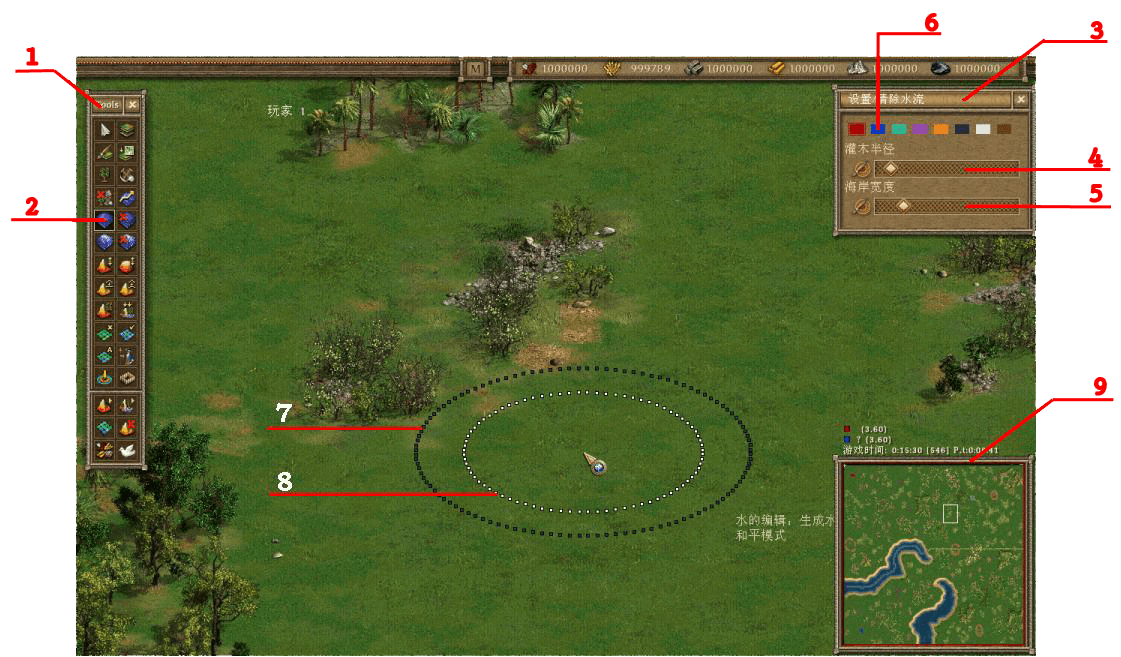 6
3
1
M 1000000 999789 1000000 1000000 1000000 1000000
Tools
设置/清除水流
玩家 1
灌木半径
4
海岸宽度
5
2
7
9
(3.60)
? (3.60)
游戏时间: 0:15:30 [546]
8
水的编辑: 生成水
和平模式